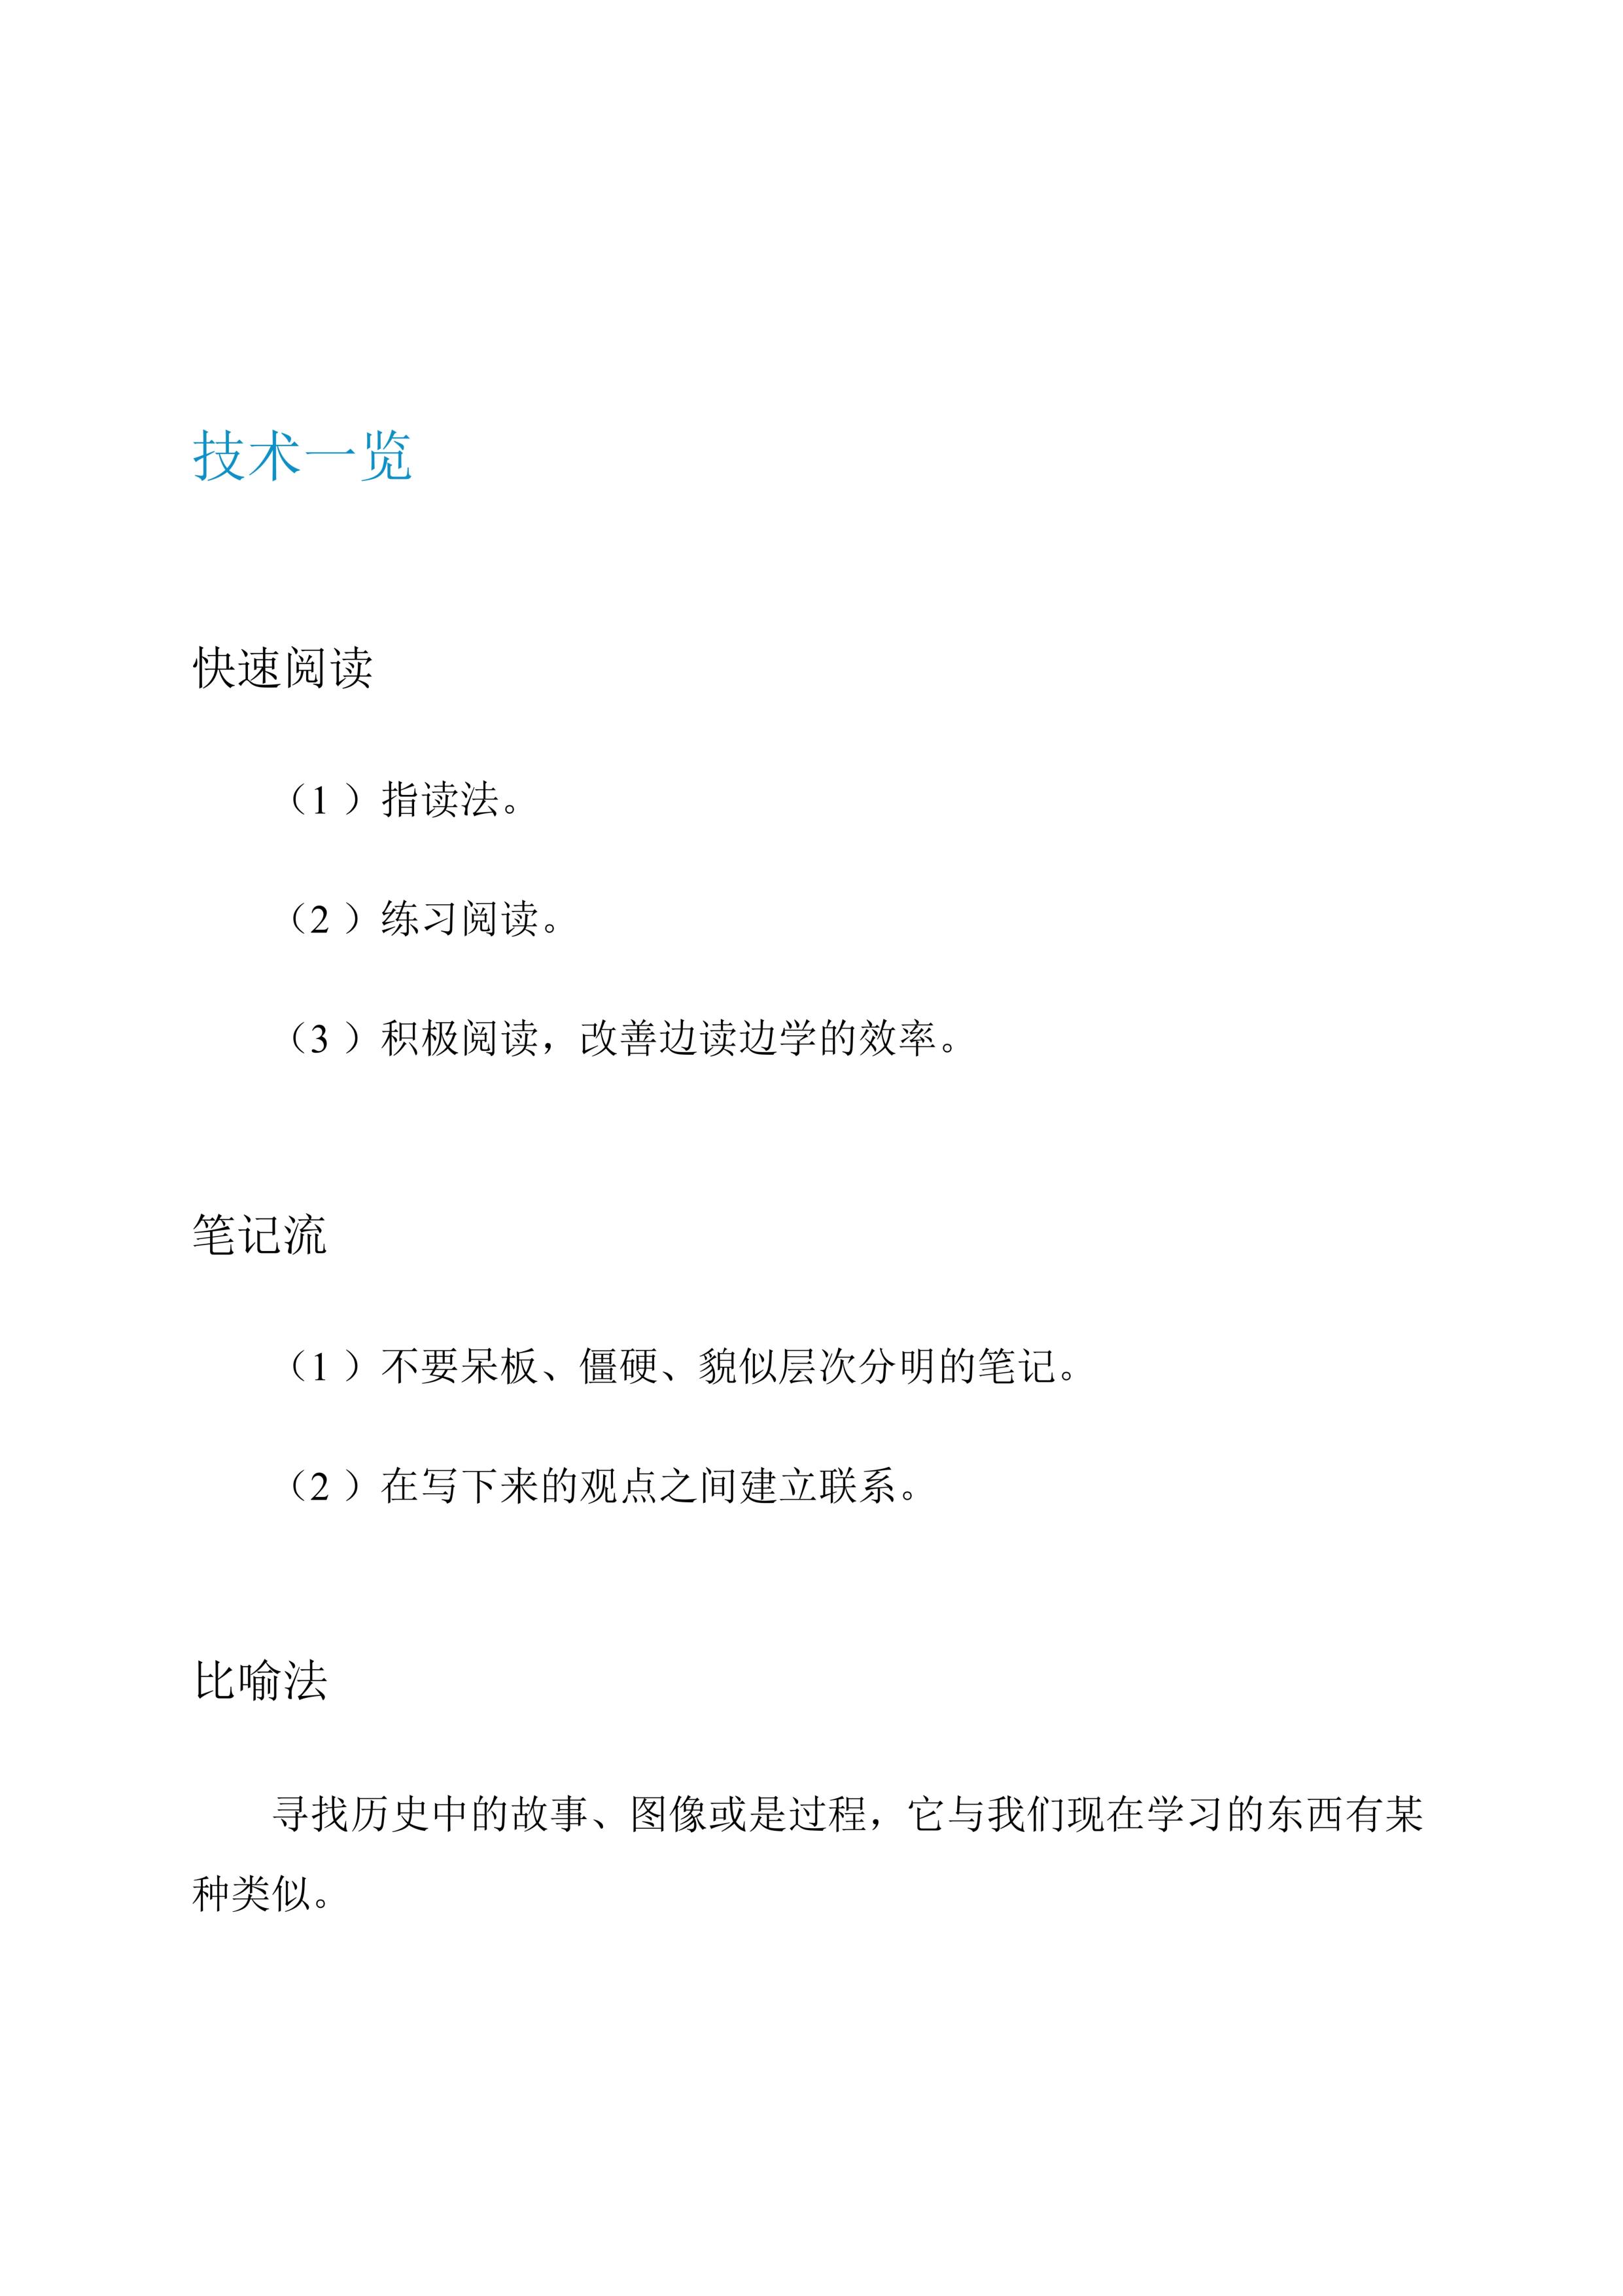 技术一览
快速阅读
（1）指读法。
（2）练习阅读。
（3）积极阅读，改善边读边学的效率。
笔记流
（1）不要呆板、僵硬、貌似层次分明的笔记。
（2）在写下来的观点之间建立联系。
比喻法
寻找历史中的故事、图像或是过程，它与我们现在学习的东西有某
种类似。